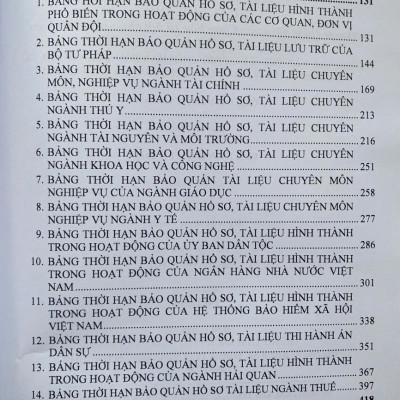 1. BẢNG HỜI HẠN BẢO QUẢN HỒ SƠ, TÀI LIỆU HÌNH THÀNH
PHỔ BIẾN TRONG HOẠT ĐỘNG CỦA CÁC CƠ QUAN, ĐƠN VỊ
QUÂN ĐỘI 131
2. BẢNG THỜI HẠN BẢO QUẢN HỒ SƠ, TÀI LIỆU LƯU TRỮ CỦA
BỘ TƯ PHÁP 144
3. BẢNG THỜI HẠN BẢO QUẢN HỒ SƠ, TÀI LIỆU CHUYÊN
MÔN, NGHIỆP VỤ NGÀNH TÀI CHÍNH 169
4. BẢNG THỜI HẠN BẢO QUẢN HỒ SƠ, TÀI LIỆU CHUYÊN
NGÀNH THÚ Y 213
5. BẢNG THỜI HẠN BẢO QUẢN HỒ SƠ, TÀI LIỆU CHUYÊN
NGÀNH TÀI NGUYÊN VÀ MÔI TRƯỜNG 216
6. BẢNG THỜI HẠN BẢO QUẢN HỒ SƠ, TÀI LIỆU CHUYÊN
NGÀNH KHOA HỌC VÀ CÔNG NGHỆ 251
7. BẢNG THỜI HẠN BẢO QUẢN TÀI LIỆU CHUYÊN MÔN
NGHIỆP VỤ CỦA NGÀNH GIÁO DỤC 258
8. BẢNG THỜI HẠN BẢO QUẢN HỒ SƠ, TÀI LIỆU CHUYÊN MÔN
NGHIỆP VỤ NGÀNH Y TẾ 277
9. BẢNG THỜI HẠN BẢO QUẢN HỒ SƠ, TÀI LIỆU HÌNH THÀNH
TRONG HOẠT ĐỘNG CỦA ỦY BAN DÂN TỘC 286
10. BẢNG THỜI HẠN BẢO QUẢN HỒ SƠ, TÀI LIỆU HÌNH THÀNH
TRONG HOẠT ĐỘNG CỦA NGÂN HÀNG NHÀ NƯỚC VIỆT
NAM 301
11. BẢNG THỜI HẠN BẢO QUẢN HỒ SƠ, TÀI LIỆU HÌNH THÀNH
TRONG HOẠT ĐỘNG CỦA HỆ THỐNG BẢO HIỂM XÃ HỘI
VIỆT NAM 338
12. BẢNG THỜI HẠN BẢO QUẢN HỒ SƠ, TÀI LIỆU THI HÀNH ÁN
DÂN SỰ 351
13. BẢNG THỜI HẠN BẢO QUẢN HỒ SƠ, TÀI LIỆU HÌNH THÀNH
TRONG HOẠT ĐỘNG CỦA NGÀNH HẢI QUAN 367
14. BẢNG THỜI HẠN BẢO QUẢN HỒ SƠ TÀI LIỆU NGÀNH THUẾ 397
418